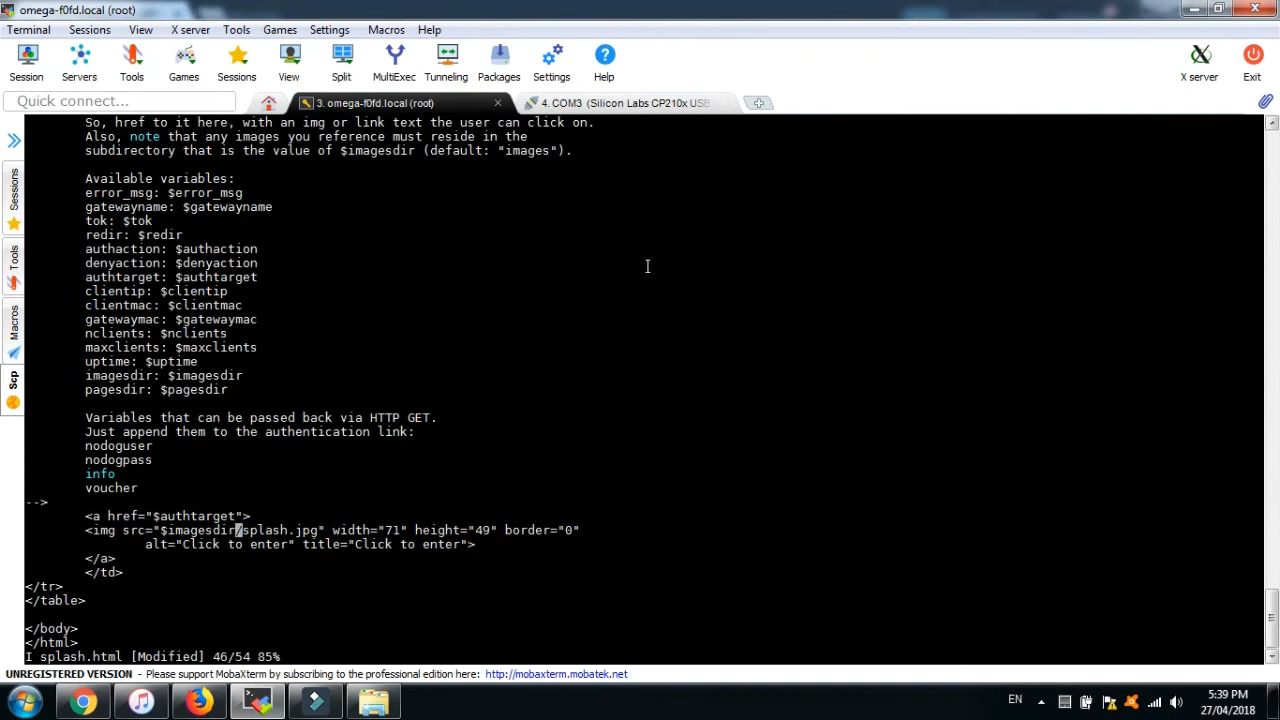 omega-f0fd.local (root)
Terminal Sessions View X server Tools Games Settings Macros Help
Session Servers Tools Games Sessions View Split MultiExec Tunneling Packages Settings Help X server Exit
Quick connect...
3. omega-f0fd.local (root)
4. COM3 (Silicon Labs CP210x USB
Sessions
Tools
Macros
Scp
So, href to it here, with an img or link text the user can click on.
Also, note that any images you reference must reside in the
subdirectory that is the value of $imagesdir (default: "images").
Available variables:
error_msg: $error_msg
gatewayname: $gatewayname
tok: $tok
redir: $redir
authaction: $authaction
denyaction: $denyaction
authtarget: $authtarget
clientip: $clientip
clientmac: $clientmac
gatewaymac: $gatewaymac
nclients: $nclients
maxclients: $maxclients
uptime: $uptime
imagesdir: $imagesdir
pagesdir: $pagesdir
Variables that can be passed back via HTTP GET.
Just append them to the authentication link:
nodoguser
nodogpass
info
voucher
-->
<a href="$authtarget">
<img src="$imagesdir/splash.jpg" width="71" height="49" border="0"
alt="Click to enter" title="Click to enter">
</a>
</td>
</tr>
</table>
</body>
</html>
I splash.html [Modified] 46/54 85%
UNREGISTERED VERSION - Please support MobaXterm by subscribing to the professional edition here: http://mobaxterm.mobatek.net
EN
5:39 PM
27/04/2018